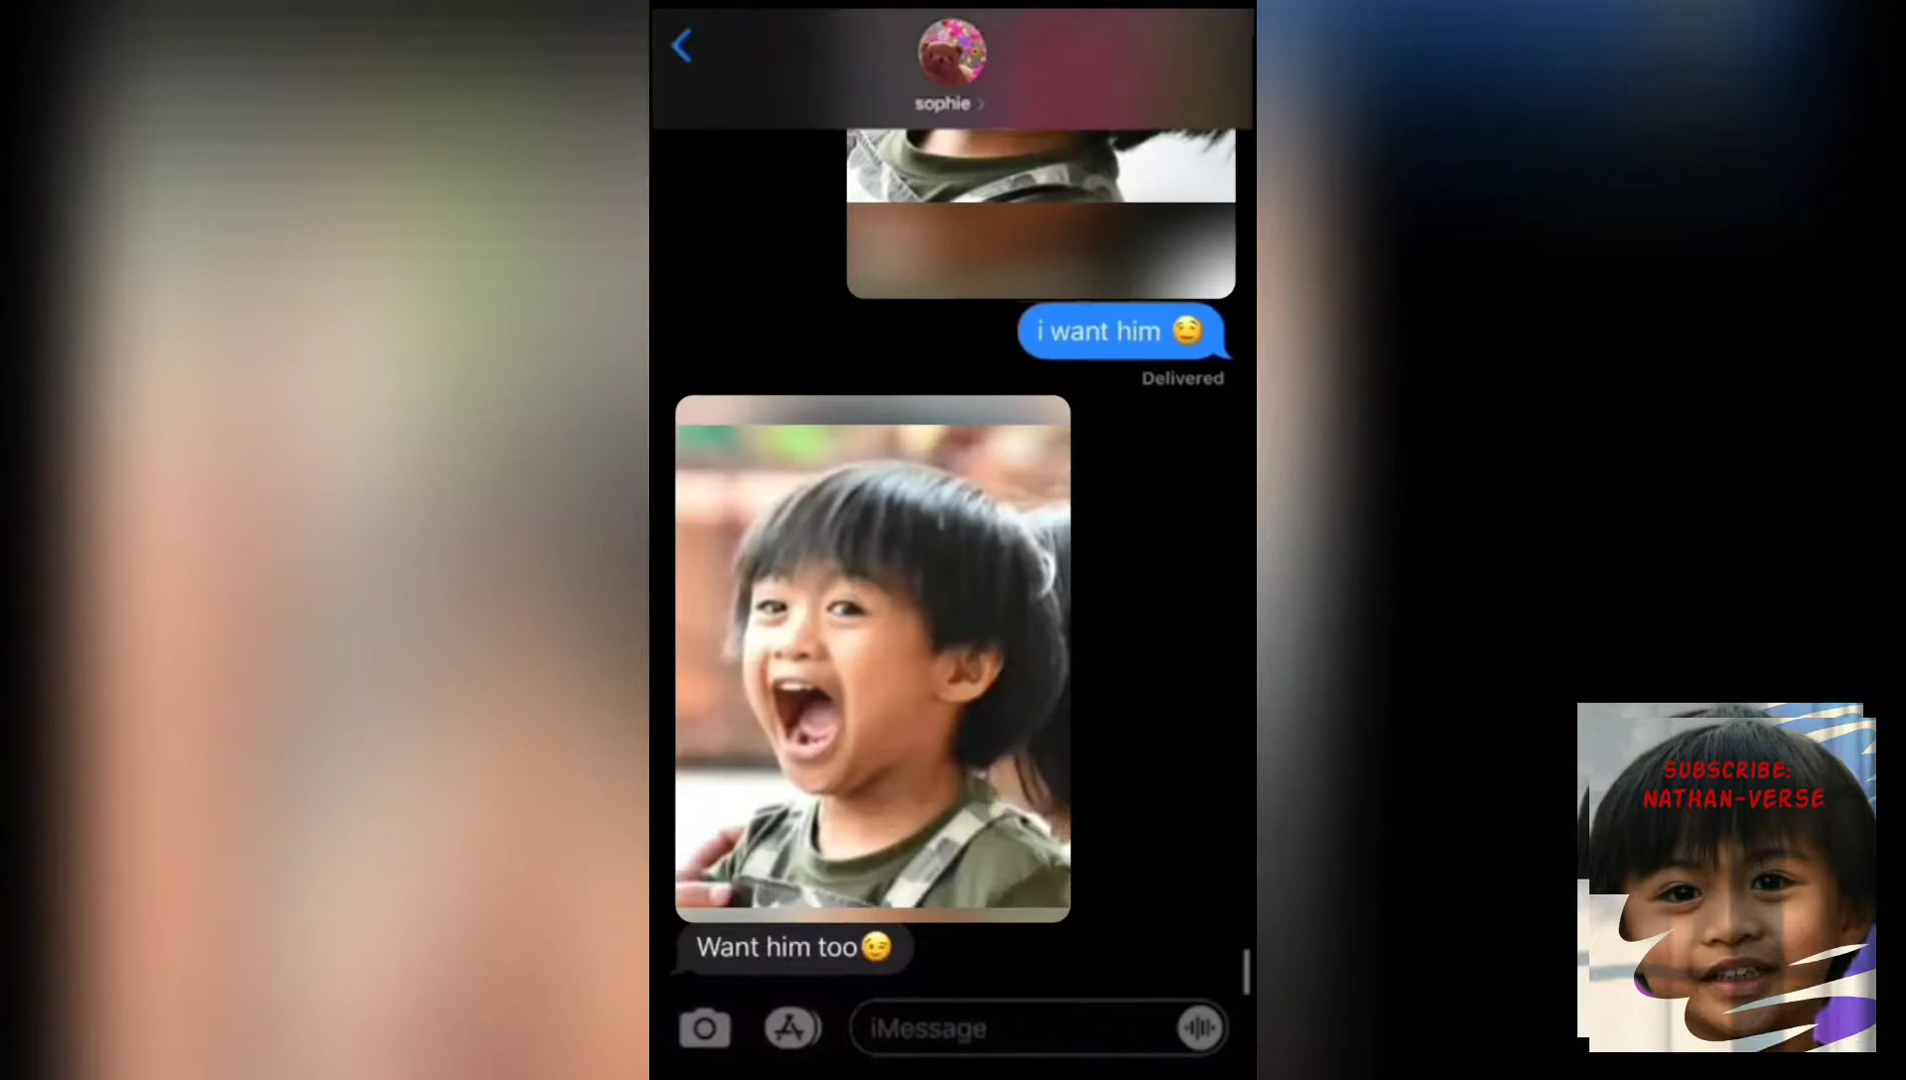 sophie
i want him 🤤
Delivered
Want him too😉
iMessage
SUBSCRIBE:
NATHAN-VERSE